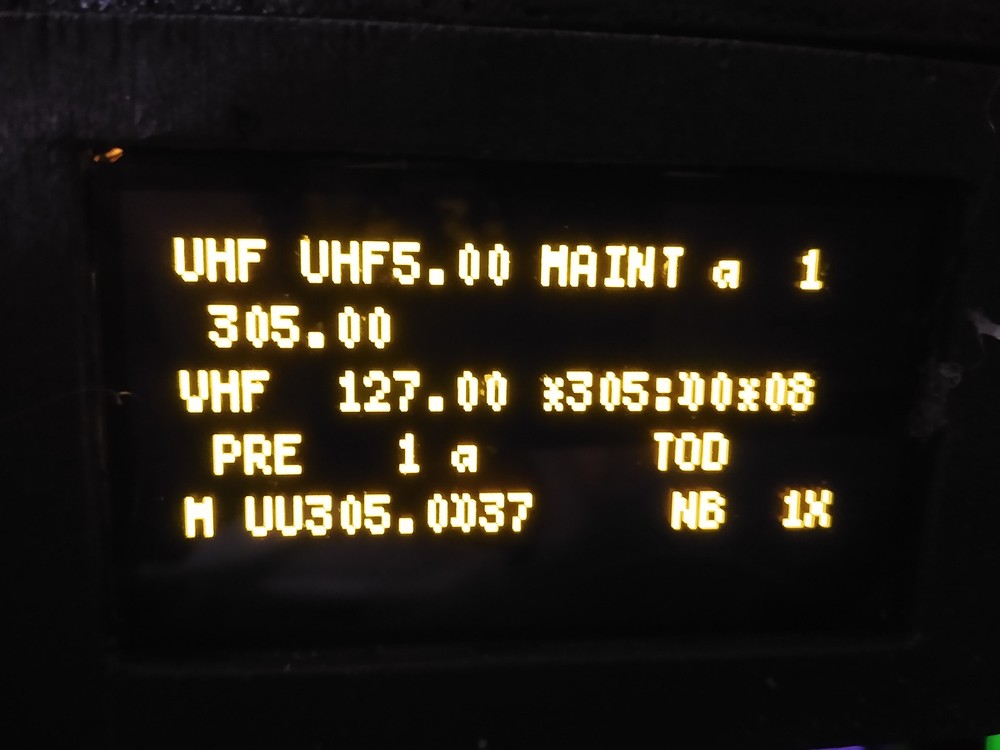 UHF UHF5.00 MAINT a 1
305.00
VHF 127.00 *305:00*08
PRE 1 a TOD
M UU305.0037
NB 1X